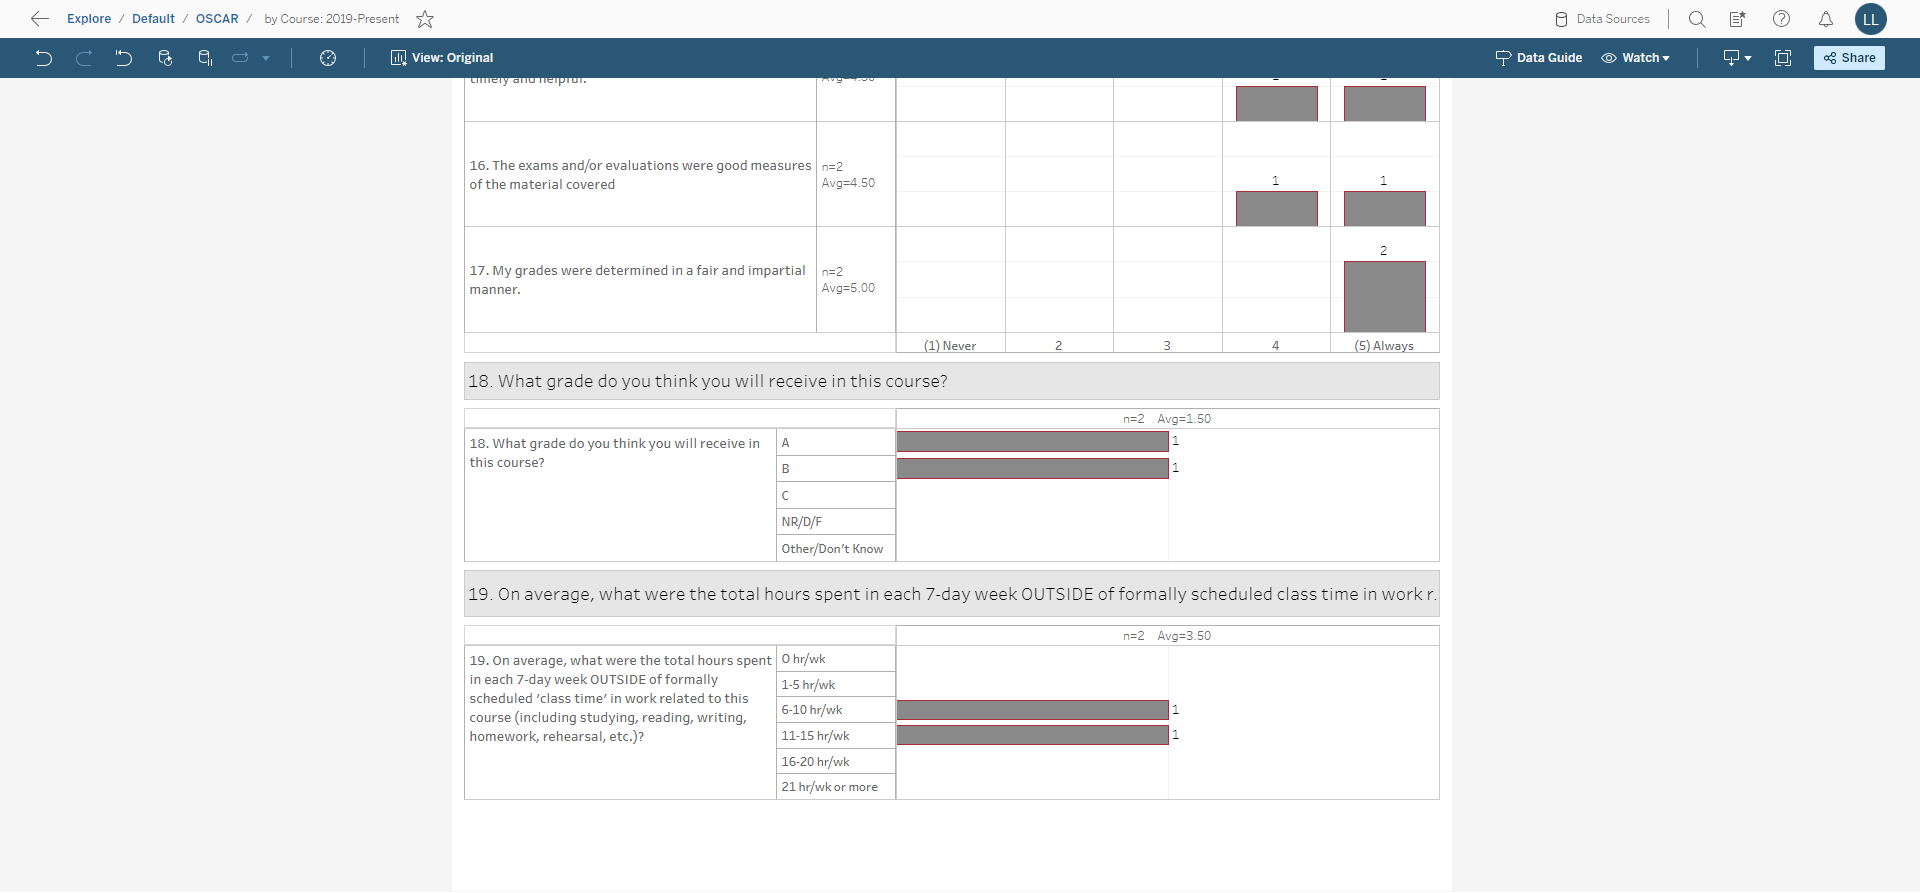 Explore / Default / OSCAR / by Course: 2019-Present
Data Sources
LL
View: Original
Data Guide
Watch
Share
timely and helpful.
Avg=4.50
1 1
16. The exams and/or evaluations were good measures
of the material covered
n=2
Avg=4.50
1 1
17. My grades were determined in a fair and impartial
manner.
n=2
Avg=5.00
2
(1) Never 2 3 4 (5) Always
18. What grade do you think you will receive in this course?
n=2 Avg=1.50
18. What grade do you think you will receive in
this course?
A 1
B 1
C
NR/D/F
Other/Don't Know
19. On average, what were the total hours spent in each 7-day week OUTSIDE of formally scheduled class time in work r.
n=2 Avg=3.50
19. On average, what were the total hours spent
in each 7-day week OUTSIDE of formally
scheduled 'class time' in work related to this
course (including studying, reading, writing,
homework, rehearsal, etc.)?
0 hr/wk
1-5 hr/wk
6-10 hr/wk 1
11-15 hr/wk 1
16-20 hr/wk
21 hr/wk or more